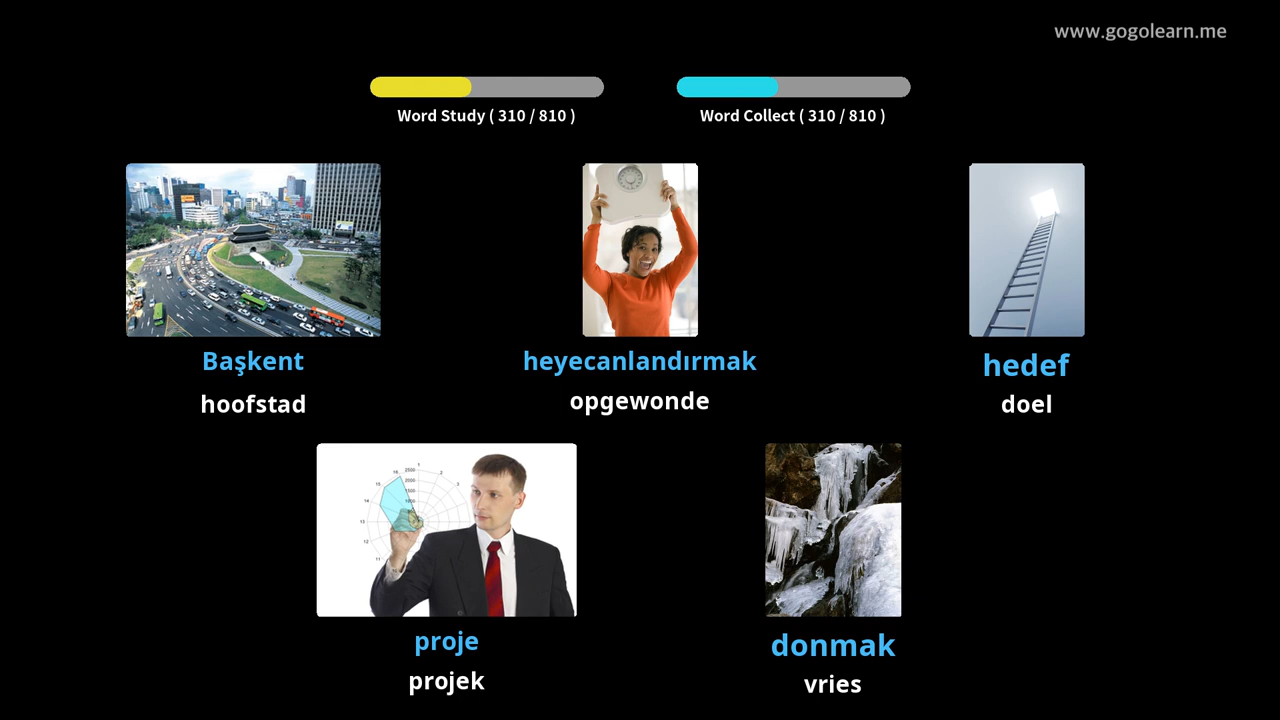 www.gogolearn.me
Word Study ( 310 / 810 )
Word Collect ( 310 / 810 )
Başkent
hoofstad
heyecanlandırmak
opgewonde
hedef
doel
proje
projek
donmak
vries